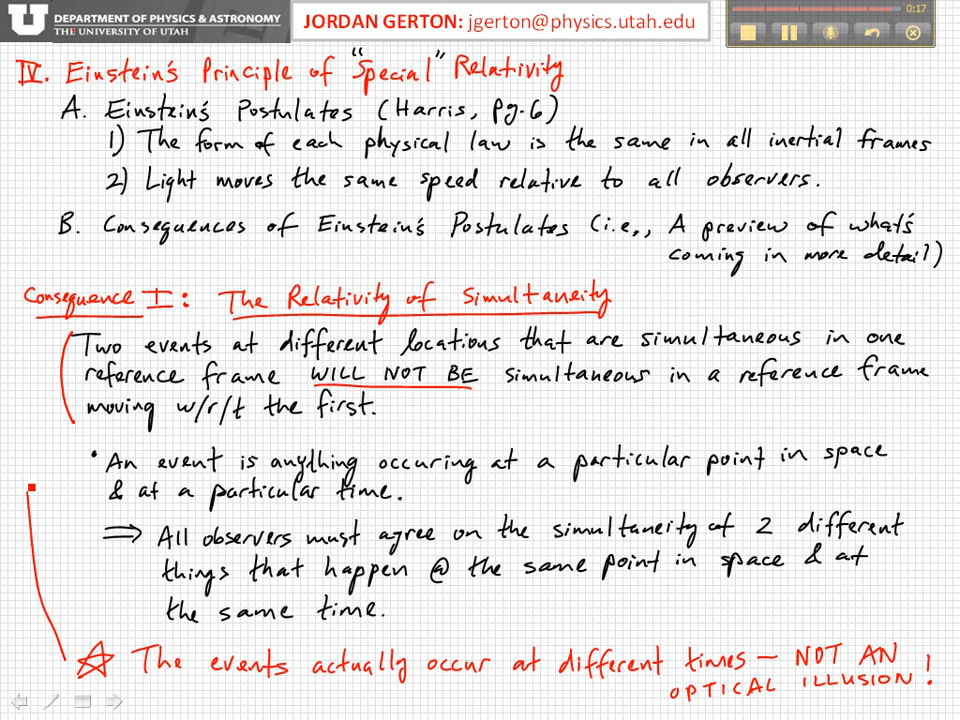 U DEPARTMENT OF PHYSICS & ASTRONOMY
THE UNIVERSITY OF UTAH
JORDAN GERTON: jgerton@physics.utah.edu
0:17
IV. Einstein's Principle of "Special" Relativity
A. Einstein's Postulates (Harris, pg. 6)
1) The form of each physical law is the same in all inertial frames
2) Light moves the same speed relative to all observers.
B. Consequences of Einstein's Postulates (i.e., A preview of what's
coming in more detail)
Consequence I: The Relativity of Simultaneity
Two events at different locations that are simultaneous in one
reference frame WILL NOT BE simultaneous in a reference frame
moving w/r/t the first.
• An event is anything occuring at a particular point in space
& at a particular time.
⇒ All observers must agree on the simultaneity of 2 different
things that happen @ the same point in space & at
the same time.
☆ The events actually occur at different times — NOT AN
OPTICAL ILLUSION!